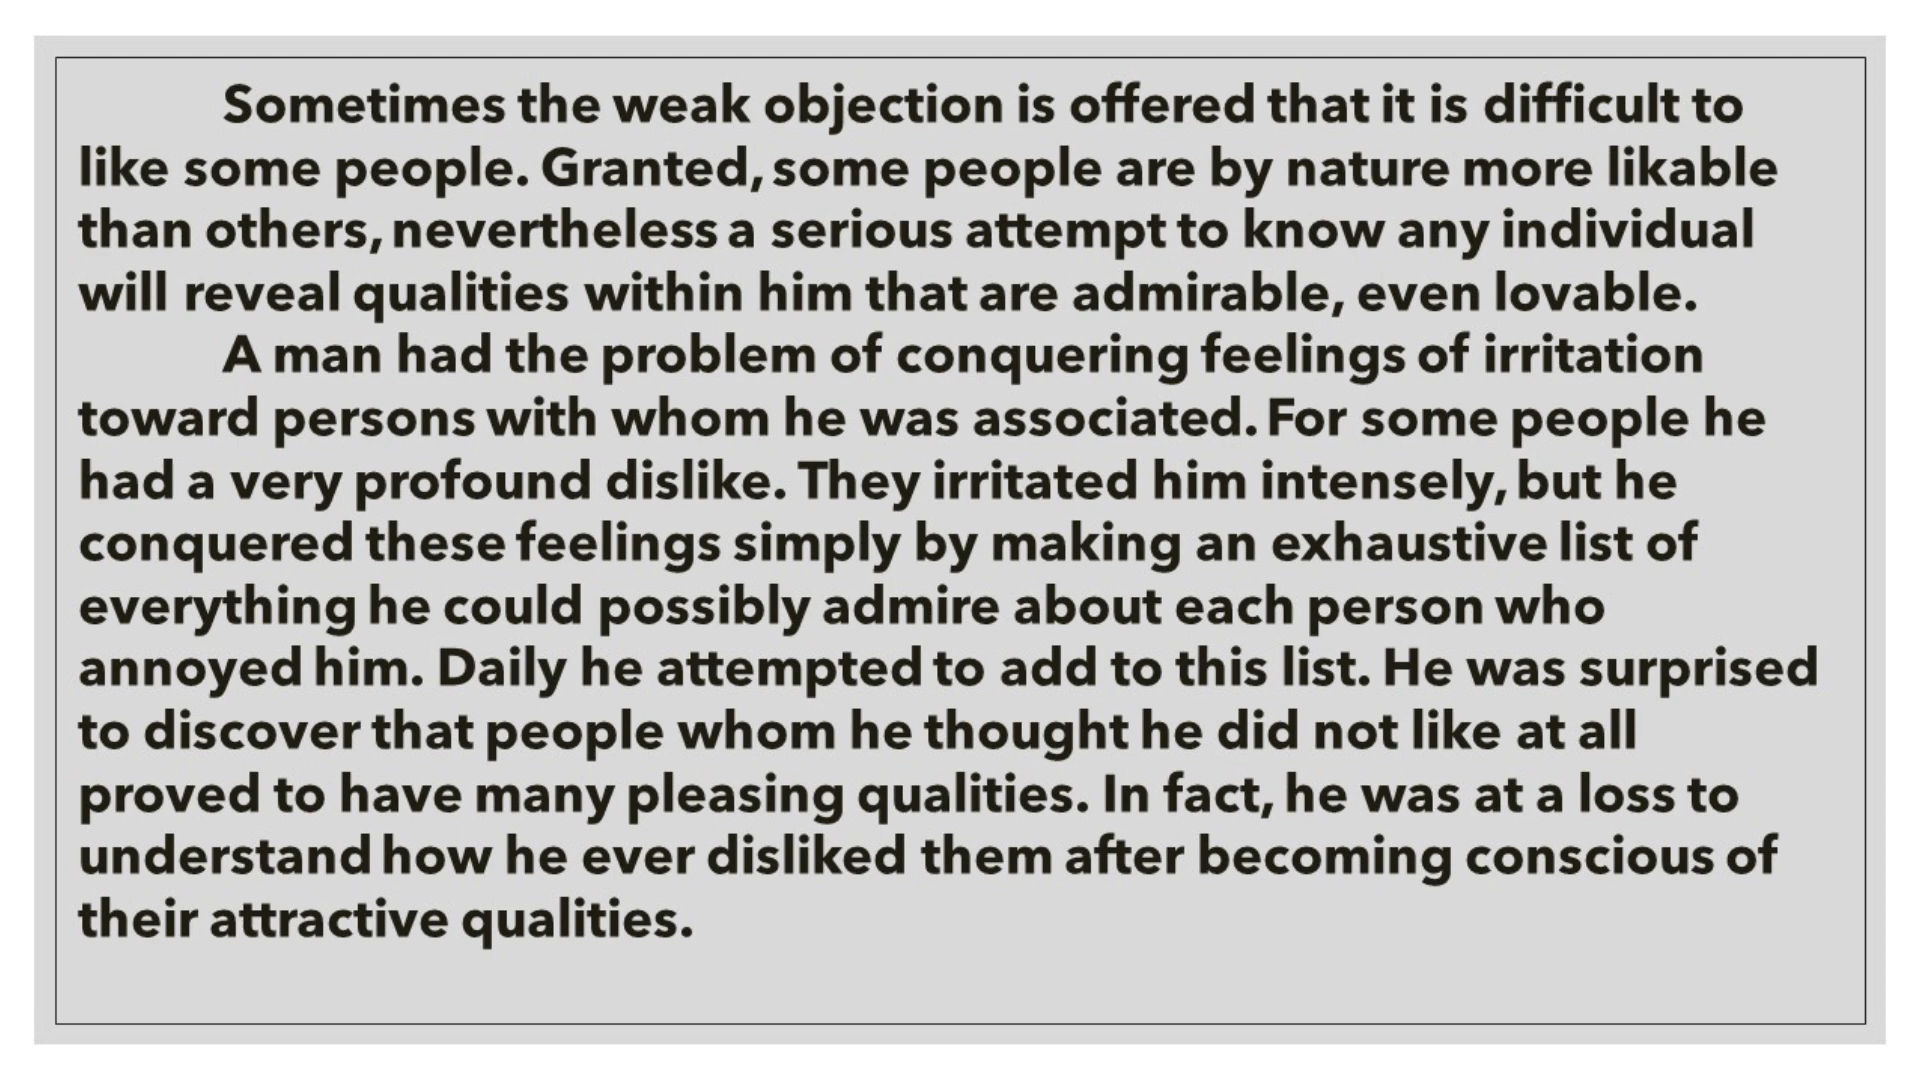 Sometimes the weak objection is offered that it is difficult to
like some people. Granted, some people are by nature more likable
than others, nevertheless a serious attempt to know any individual
will reveal qualities within him that are admirable, even lovable.
A man had the problem of conquering feelings of irritation
toward persons with whom he was associated. For some people he
had a very profound dislike. They irritated him intensely, but he
conquered these feelings simply by making an exhaustive list of
everything he could possibly admire about each person who
annoyed him. Daily he attempted to add to this list. He was surprised
to discover that people whom he thought he did not like at all
proved to have many pleasing qualities. In fact, he was at a loss to
understand how he ever disliked them after becoming conscious of
their attractive qualities.